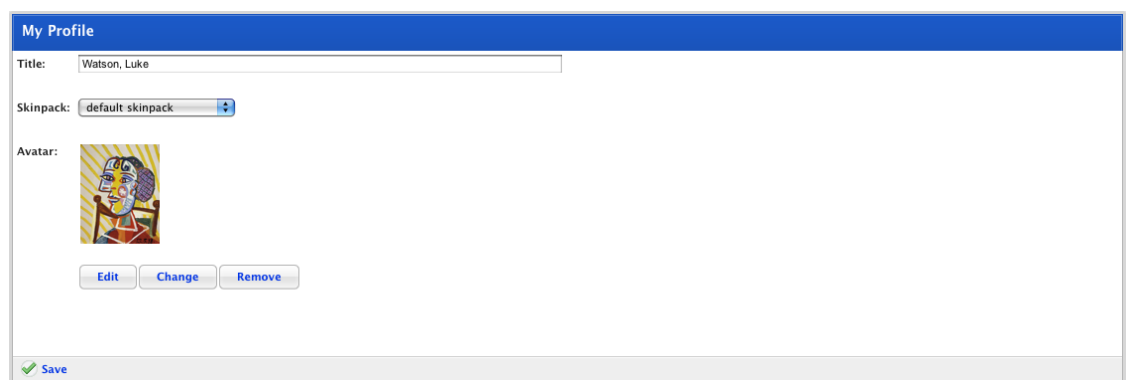 My Profile
Title: Watson, Luke
Skinpack: default skinpack
Avatar:
Edit Change Remove
Save